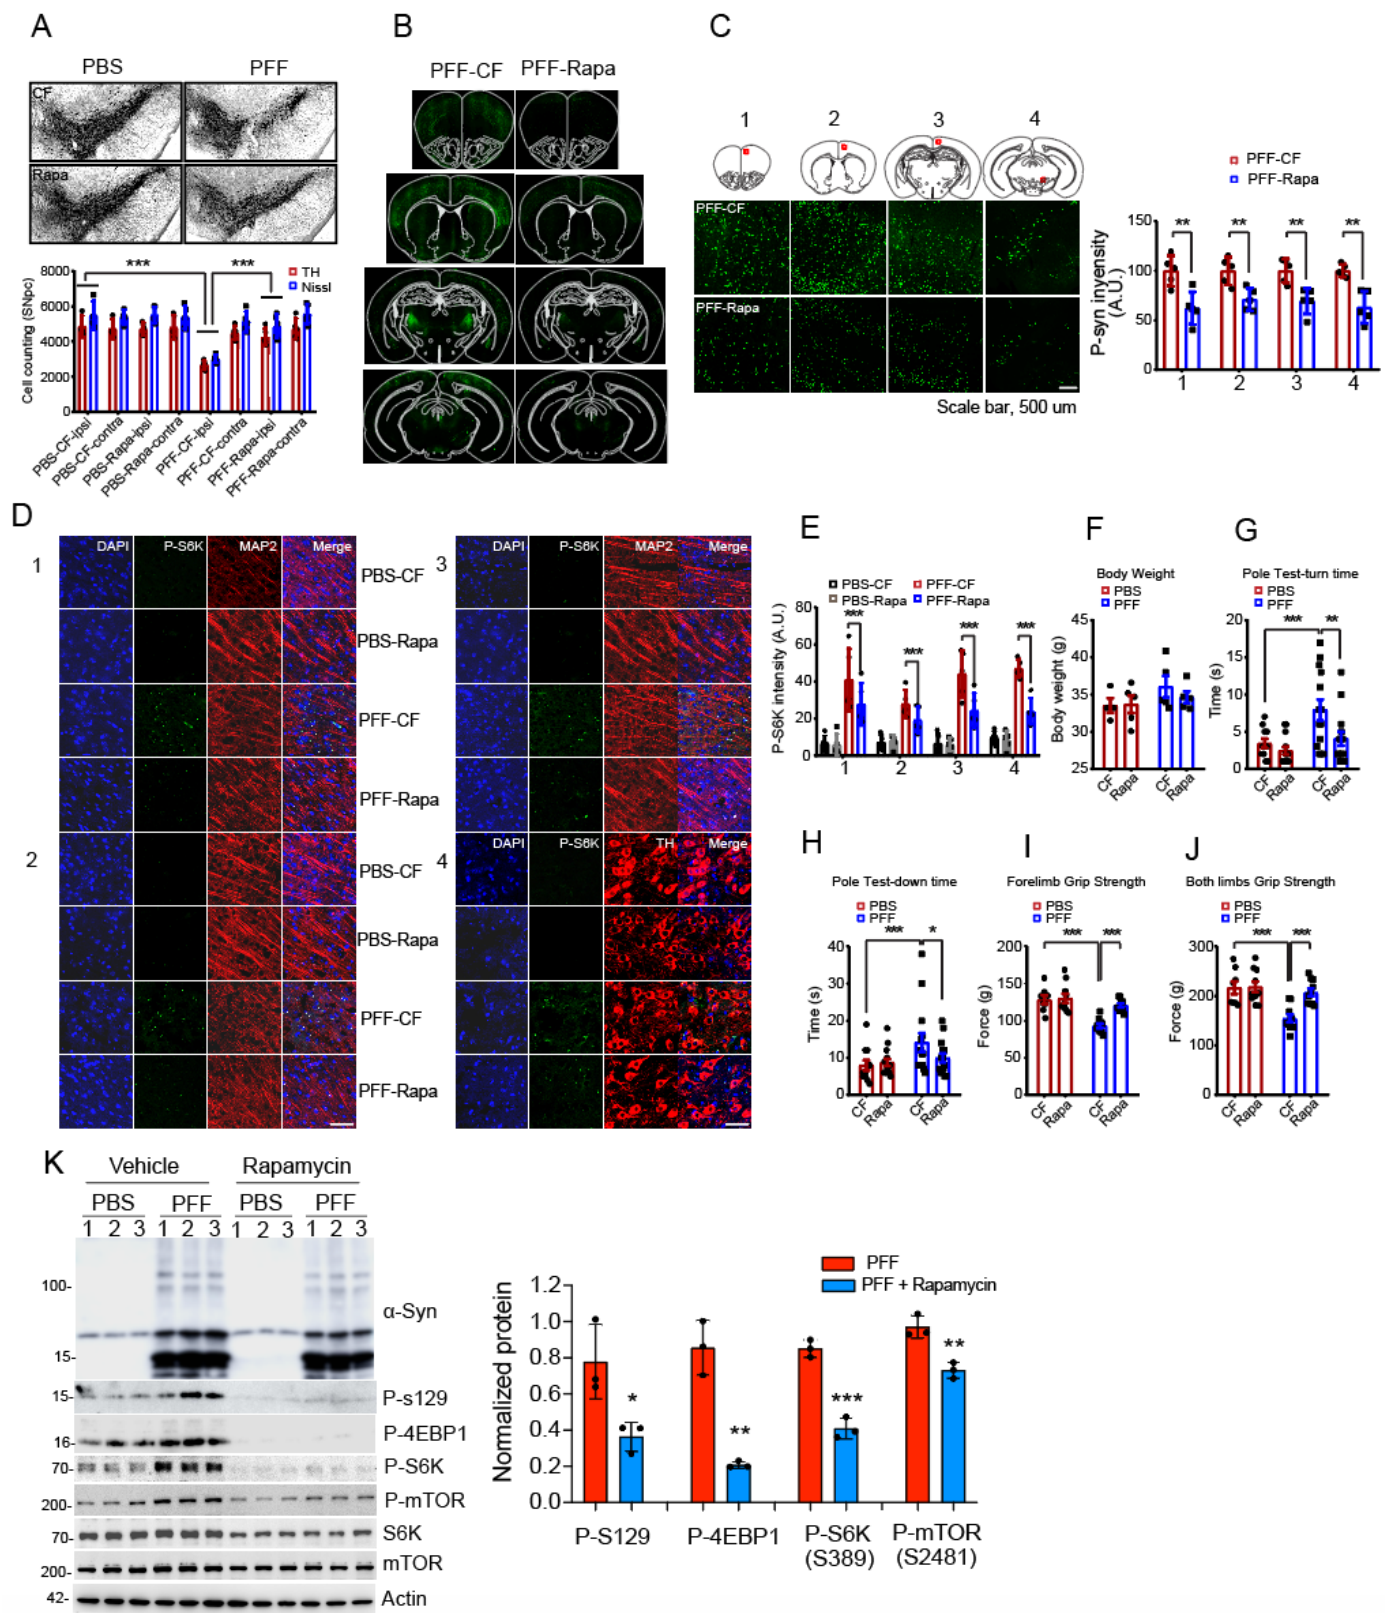 A
PBS
PFF
CF
Rapa
8000
6000
4000
2000
0
Cell counting (SNpc)
***
***
TH
Nissl
PBS-CF-ipsi
PBS-CF-contra
PBS-Rapa-ipsi
PBS-Rapa-contra
PFF-CF-ipsi
PFF-CF-contra
PFF-Rapa-ipsi
PFF-Rapa-contra
B
PFF-CF PFF-Rapa
C
1 2 3 4
PFF-CF
PFF-Rapa
Scale bar, 500 um
PFF-CF
PFF-Rapa
150
100
50
0
P-syn inyensity
(A.U.)
** ** ** **
1 2 3 4
D
1
DAPI P-S6K MAP2 Merge
PBS-CF
PBS-Rapa
PFF-CF
PFF-Rapa
2
PBS-CF
PBS-Rapa
PFF-CF
PFF-Rapa
3
DAPI P-S6K MAP2 Merge
4
DAPI P-S6K TH Merge
E
PBS-CF PFF-CF
PBS-Rapa PFF-Rapa
80
60
40
20
0
P-S6K intensity (A.U.)
*** *** *** ***
1 2 3 4
F
Body Weight
PBS
PFF
45
40
35
30
25
Body weight (g)
CF Rapa CF Rapa
G
Pole Test-turn time
PBS
PFF
20
15
10
5
0
Time (s)
*** **
CF Rapa CF Rapa
H
Pole Test-down time
PBS
PFF
40
30
20
10
0
Time (s)
*** *
CF Rapa CF Rapa
I
Forelimb Grip Strength
PBS
PFF
200
150
100
50
0
Force (g)
*** ***
CF Rapa CF Rapa
J
Both limbs Grip Strength
PBS
PFF
300
200
100
0
Force (g)
*** ***
CF Rapa CF Rapa
K
Vehicle Rapamycin
PBS PFF PBS PFF
1 2 3 1 2 3 1 2 3 1 2 3
100-
α-Syn
15-
15- P-s129
16- P-4EBP1
70- P-S6K
200- P-mTOR
70- S6K
200- mTOR
42- Actin
PFF
PFF + Rapamycin
1.2
1.0
0.8
0.6
0.4
0.2
0.0
Normalized protein
* ** *** **
P-S129 P-4EBP1 P-S6K (S389) P-mTOR (S2481)